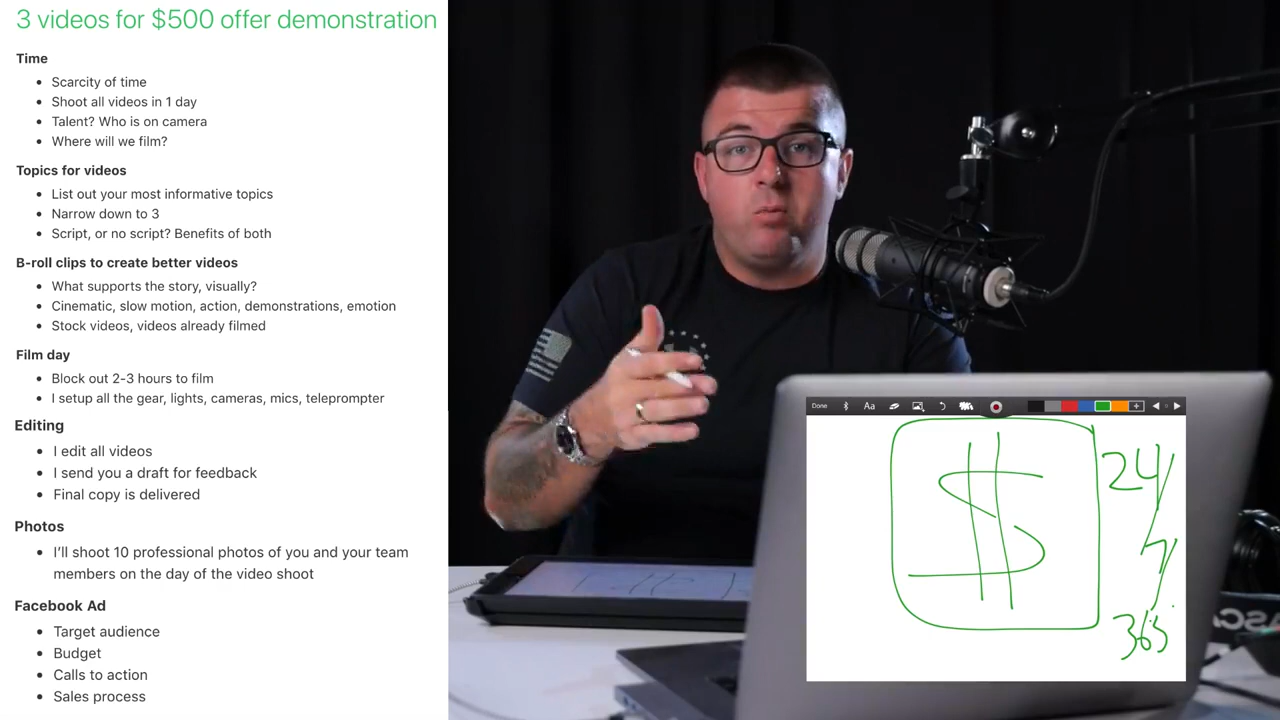 3 videos for $500 offer demonstration
Time
• Scarcity of time
• Shoot all videos in 1 day
• Talent? Who is on camera
• Where will we film?
Topics for videos
• List out your most informative topics
• Narrow down to 3
• Script, or no script? Benefits of both
B-roll clips to create better videos
• What supports the story, visually?
• Cinematic, slow motion, action, demonstrations, emotion
• Stock videos, videos already filmed
Film day
• Block out 2-3 hours to film
• I setup all the gear, lights, cameras, mics, teleprompter
Editing
• I edit all videos
• I send you a draft for feedback
• Final copy is delivered
Photos
• I’ll shoot 10 professional photos of you and your team
members on the day of the video shoot
Facebook Ad
• Target audience
• Budget
• Calls to action
• Sales process
Done Aa
$
24/
7/
365